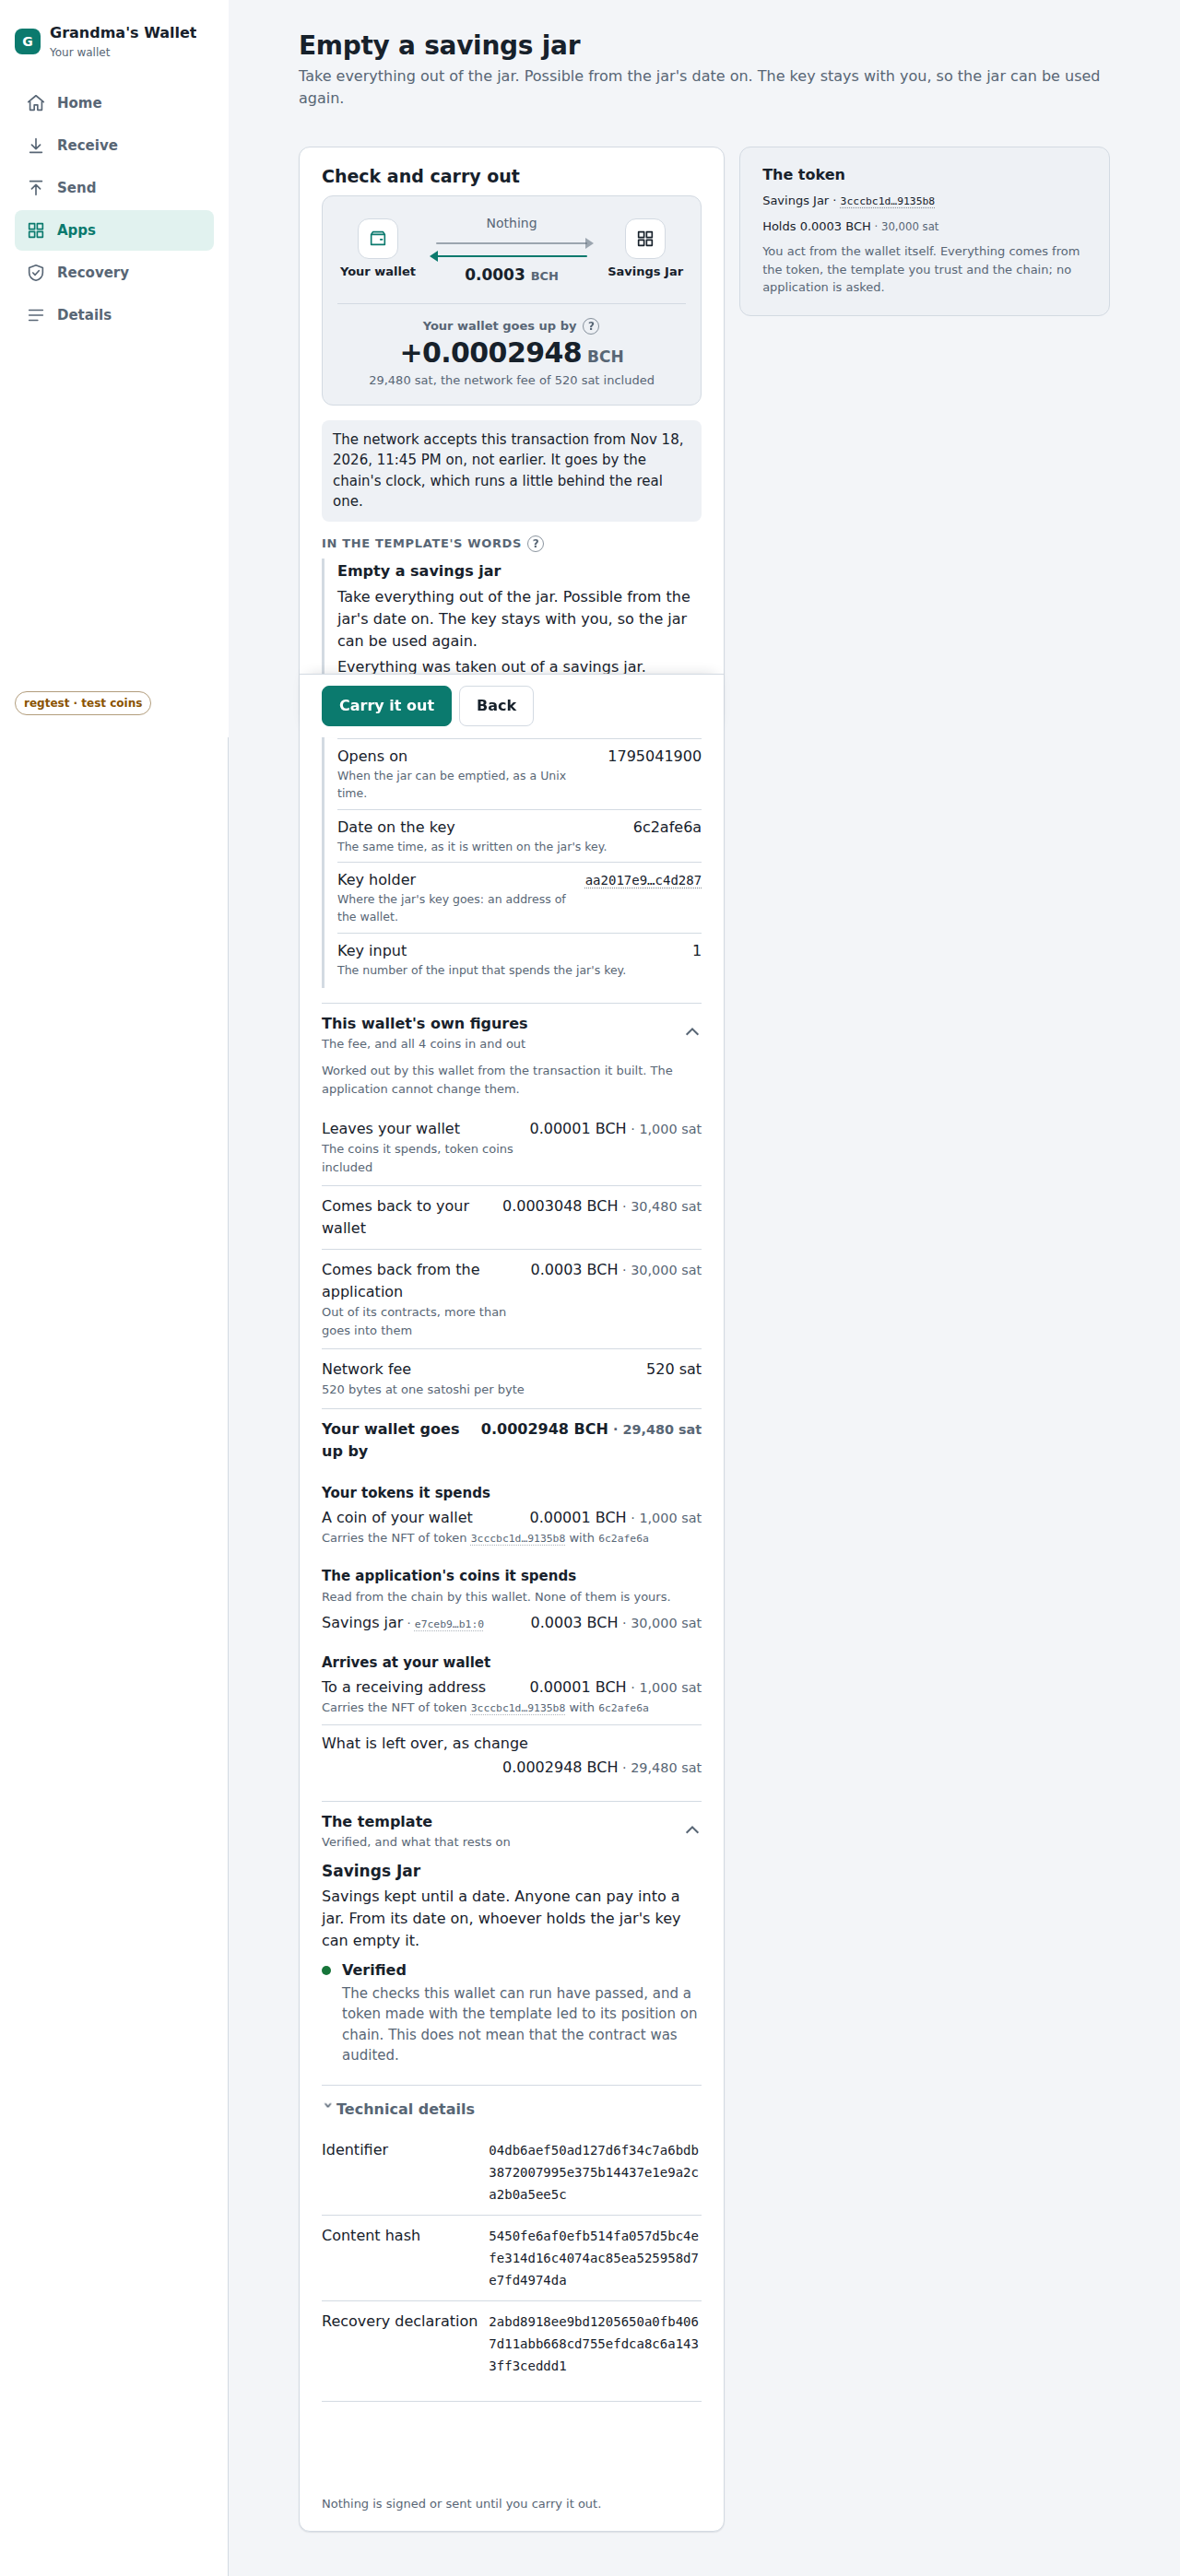 G
Grandma's Wallet
Your wallet
Home
Receive
Send
Apps
Recovery
Details
regtest · test coins
Empty a savings jar
Take everything out of the jar. Possible from the jar's date on. The key stays with you, so the jar can be used
again.
Check and carry out
Nothing
Your wallet
0.0003 BCH
Savings Jar
Your wallet goes up by ?
+0.0002948 BCH
29,480 sat, the network fee of 520 sat included
The network accepts this transaction from Nov 18,
2026, 11:45 PM on, not earlier. It goes by the
chain's clock, which runs a little behind the real
one.
IN THE TEMPLATE'S WORDS ?
Empty a savings jar
Take everything out of the jar. Possible from the
jar's date on. The key stays with you, so the jar
can be used again.
Everything was taken out of a savings jar.
Carry it out
Back
Opens on 1795041900
When the jar can be emptied, as a Unix
time.
Date on the key 6c2afe6a
The same time, as it is written on the jar's key.
Key holder aa2017e9…c4d287
Where the jar's key goes: an address of
the wallet.
Key input 1
The number of the input that spends the jar's key.
This wallet's own figures
The fee, and all 4 coins in and out
Worked out by this wallet from the transaction it built. The
application cannot change them.
Leaves your wallet 0.00001 BCH · 1,000 sat
The coins it spends, token coins
included
Comes back to your 0.0003048 BCH · 30,480 sat
wallet
Comes back from the 0.0003 BCH · 30,000 sat
application
Out of its contracts, more than
goes into them
Network fee 520 sat
520 bytes at one satoshi per byte
Your wallet goes 0.0002948 BCH · 29,480 sat
up by
Your tokens it spends
A coin of your wallet 0.00001 BCH · 1,000 sat
Carries the NFT of token 3cccbc1d…9135b8 with 6c2afe6a
The application's coins it spends
Read from the chain by this wallet. None of them is yours.
Savings jar · e7ceb9…b1:0 0.0003 BCH · 30,000 sat
Arrives at your wallet
To a receiving address 0.00001 BCH · 1,000 sat
Carries the NFT of token 3cccbc1d…9135b8 with 6c2afe6a
What is left over, as change
0.0002948 BCH · 29,480 sat
The template
Verified, and what that rests on
Savings Jar
Savings kept until a date. Anyone can pay into a
jar. From its date on, whoever holds the jar's key
can empty it.
Verified
The checks this wallet can run have passed, and a
token made with the template led to its position on
chain. This does not mean that the contract was
audited.
Technical details
Identifier 04db6aef50ad127d6f34c7a6bdb
3872007995e375b14437e1e9a2c
a2b0a5ee5c
Content hash 5450fe6af0efb514fa057d5bc4e
fe314d16c4074ac85ea525958d7
e7fd4974da
Recovery declaration 2abd8918ee9bd1205650a0fb406
7d11abb668cd755efdca8c6a143
3ff3ceddd1
Nothing is signed or sent until you carry it out.
The token
Savings Jar · 3cccbc1d…9135b8
Holds 0.0003 BCH · 30,000 sat
You act from the wallet itself. Everything comes from
the token, the template you trust and the chain; no
application is asked.